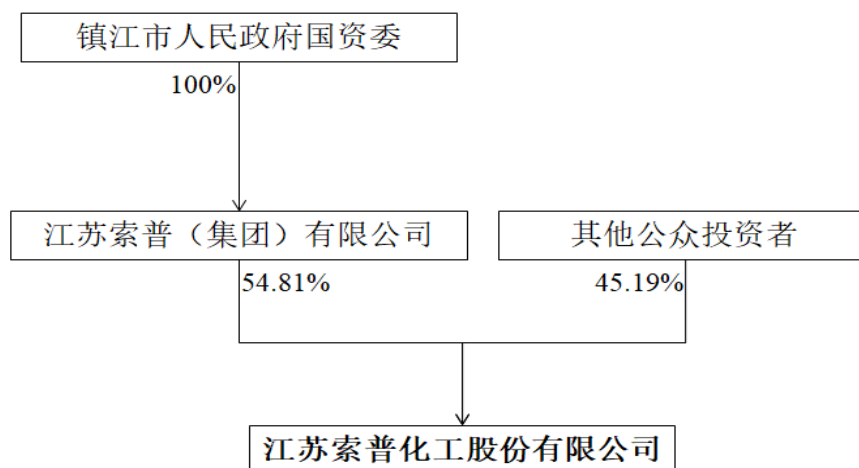 镇江市人民政府国资委
100%
江苏索普（集团）有限公司
其他公众投资者
54.81%
45.19%
江苏索普化工股份有限公司